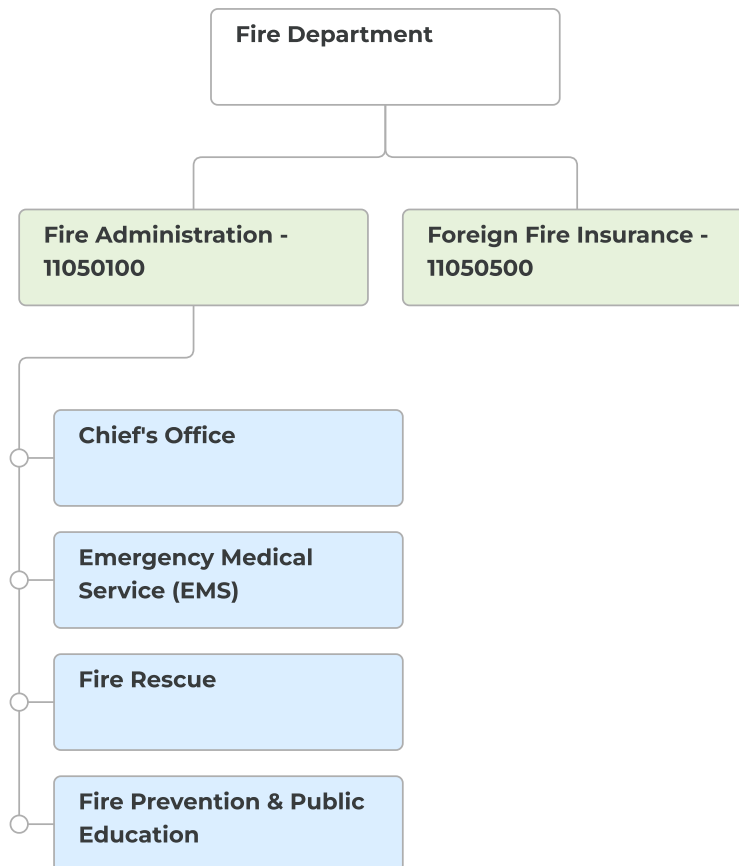 Fire Department
Fire Administration -
11050100
Foreign Fire Insurance -
11050500
Chief's Office
Emergency Medical
Service (EMS)
Fire Rescue
Fire Prevention & Public
Education